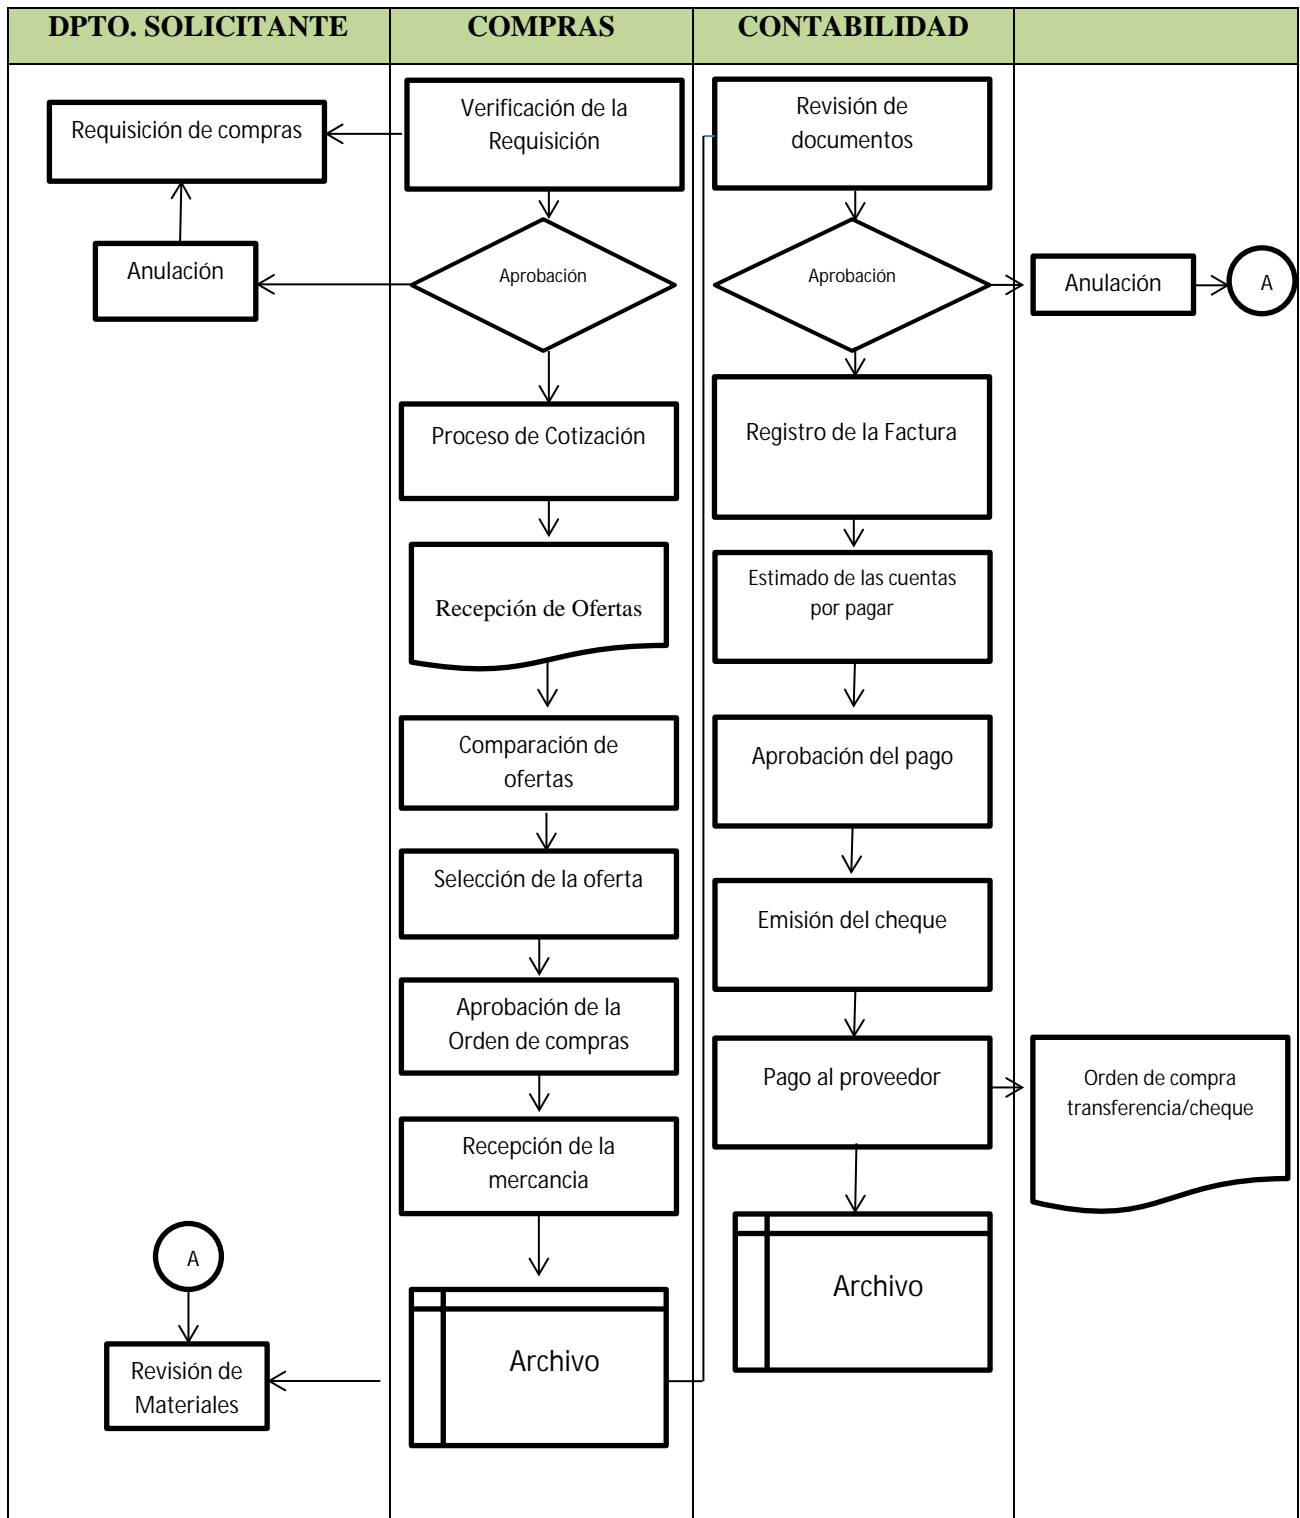 DPTO. SOLICITANTE
COMPRAS
CONTABILIDAD
Requisición de compras
Anulación
A
Revisión de
Materiales
Verificación de la
Requisición
Aprobación
Proceso de Cotización
Recepción de Ofertas
Comparación de
ofertas
Selección de la oferta
Aprobación de la
Orden de compras
Recepción de la
mercancia
Archivo
Revisión de
documentos
Aprobación
Registro de la Factura
Estimado de las cuentas
por pagar
Aprobación del pago
Emisión del cheque
Pago al proveedor
Archivo
Anulación
A
Orden de compra
transferencia/cheque